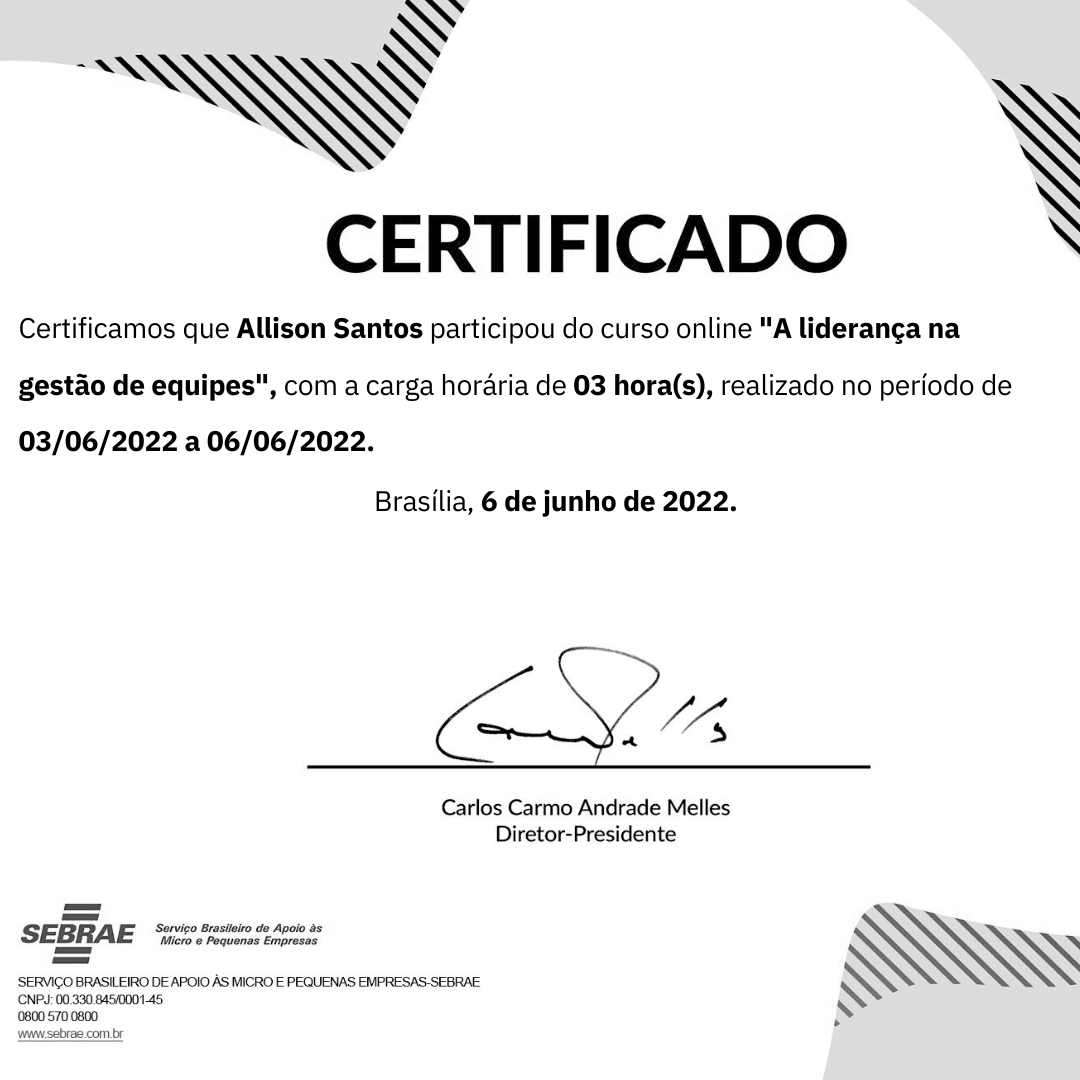 CERTIFICADO
Certificamos que Allison Santos participou do curso online "A liderança na
gestão de equipes", com a carga horária de 03 hora(s), realizado no período de
03/06/2022 a 06/06/2022.
Brasília, 6 de junho de 2022.
Carlos Carmo Andrade Melles
Diretor-Presidente
SEBRAE
Serviço Brasileiro de Apoio às
Micro e Pequenas Empresas
SERVIÇO BRASILEIRO DE APOIO ÀS MICRO E PEQUENAS EMPRESAS-SEBRAE
CNPJ: 00.330.845/0001-45
0800 570 0800
www.sebrae.com.br